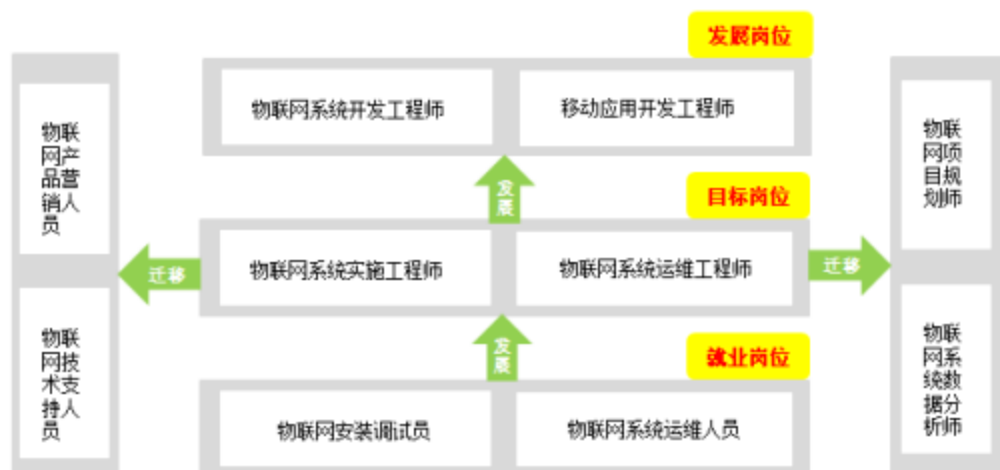 发展岗位
物联网系统开发工程师
移动应用开发工程师
发
展
目标岗位
物联网系统实施工程师
物联网系统运维工程师
迁移
迁移
发
展
就业岗位
物联网安装调试员
物联网系统运维人员
物联
网产
品营
销人
员
物联
网技
术支
持人
员
物联
网项
目规
划师
物联
网系
统数
据分
析师